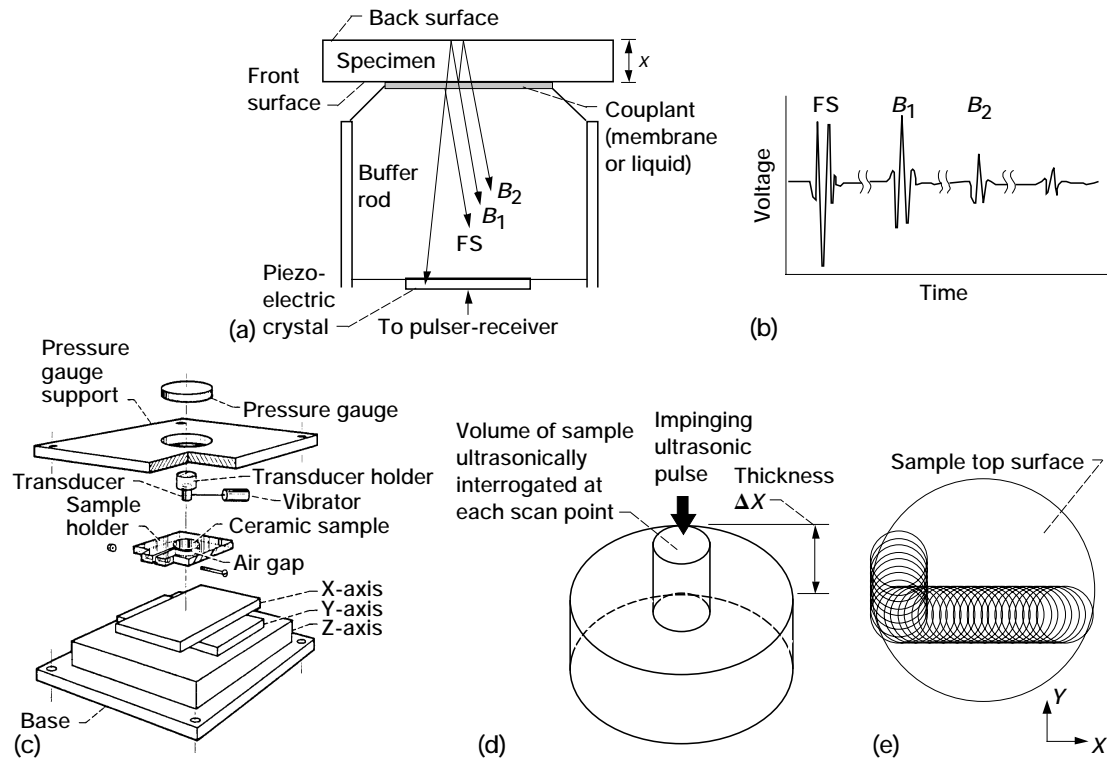 Back surface
Specimen
x
Front
surface
Couplant
(membrane
or liquid)
Buffer
rod
B2
B1
FS
Piezo-
electric
crystal
To pulser-receiver
(a)
FS
B1
B2
Voltage
Time
(b)
Pressure
gauge
support
Pressure gauge
Transducer holder
Transducer
Vibrator
Sample
holder
Ceramic sample
Air gap
X-axis
Y-axis
Z-axis
Base
(c)
Volume of sample
ultrasonically
interrogated at
each scan point
Impinging
ultrasonic
pulse
Thickness
ΔX
(d)
Sample top surface
Y
X
(e)